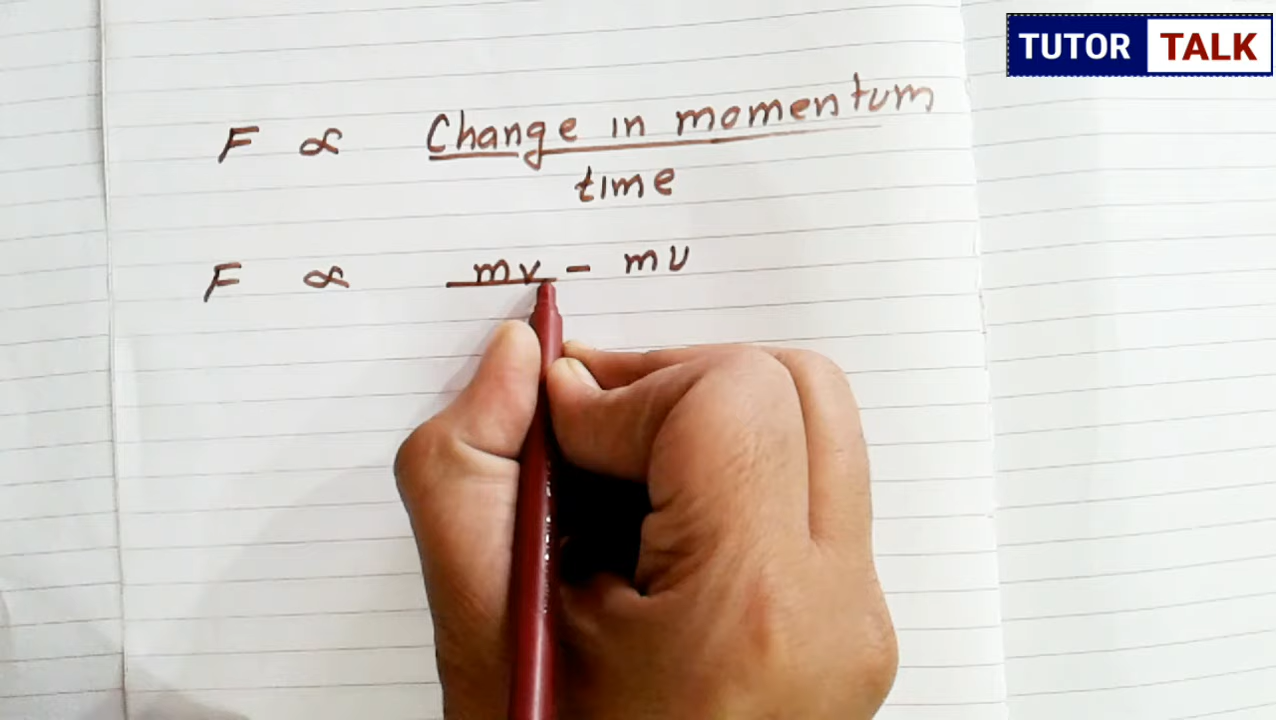 TUTOR TALK
F ∝ Change in momentum
time
F ∝ mv - mu